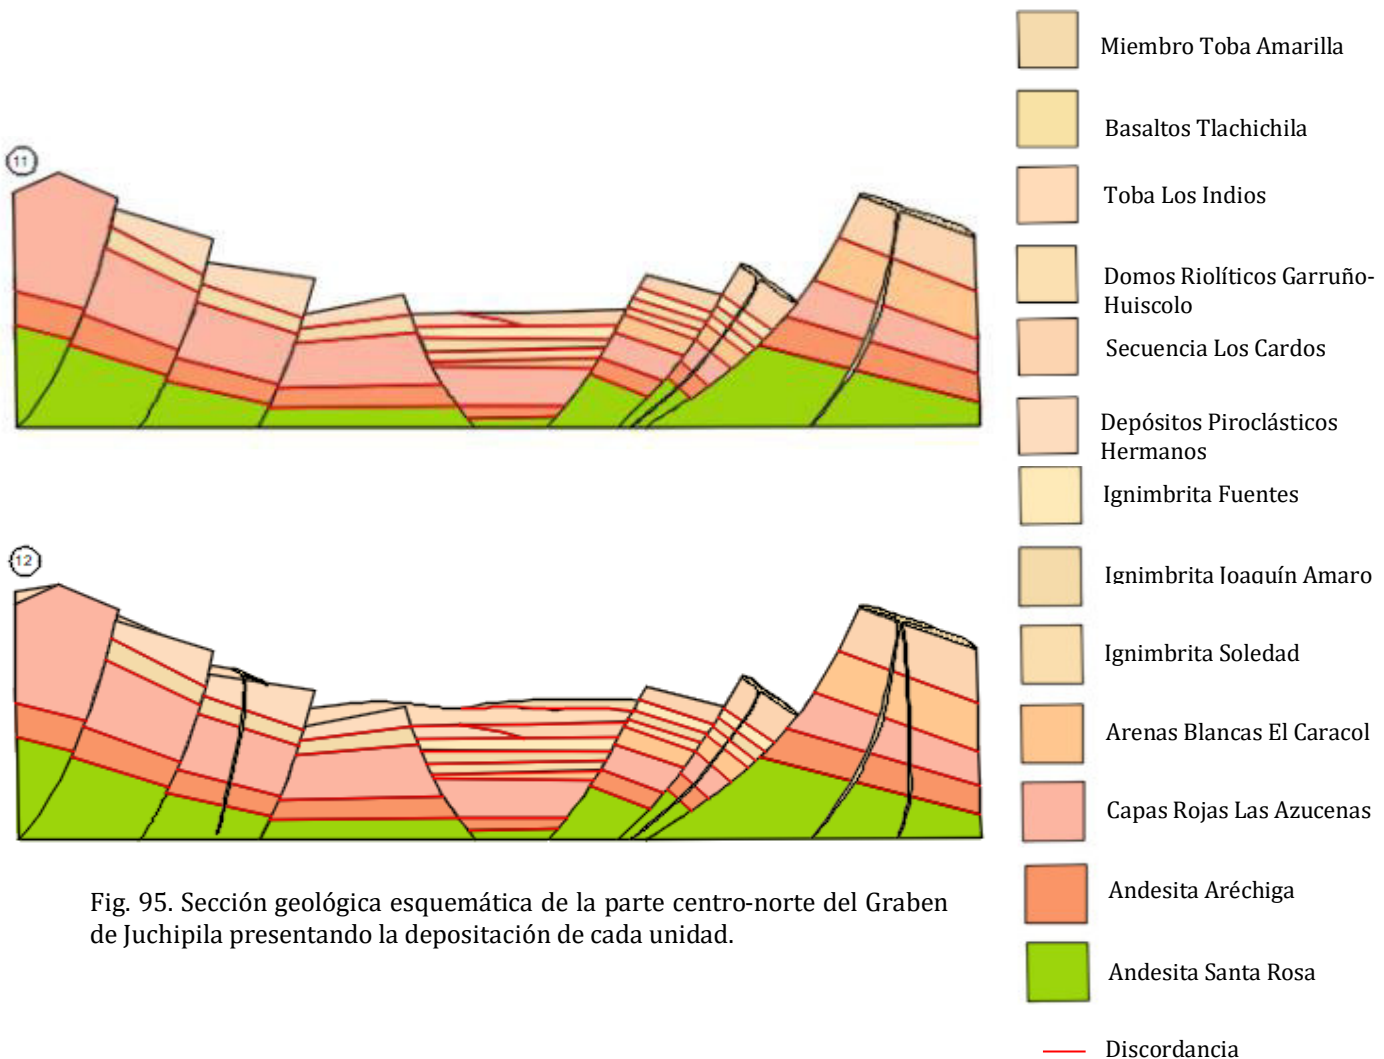 Miembro Toba Amarilla
Basaltos Tlachichila
11
Toba Los Indios
Domos Riolíticos Garruño-
Huiscolo
Secuencia Los Cardos
Depósitos Piroclásticos
Hermanos
Ignimbrita Fuentes
12
Ignimbrita Joaquín Amaro
Ignimbrita Soledad
Arenas Blancas El Caracol
Capas Rojas Las Azucenas
Andesita Aréchiga
Andesita Santa Rosa
Discordancia
Fig. 95. Sección geológica esquemática de la parte centro-norte del Graben
de Juchipila presentando la depositación de cada unidad.